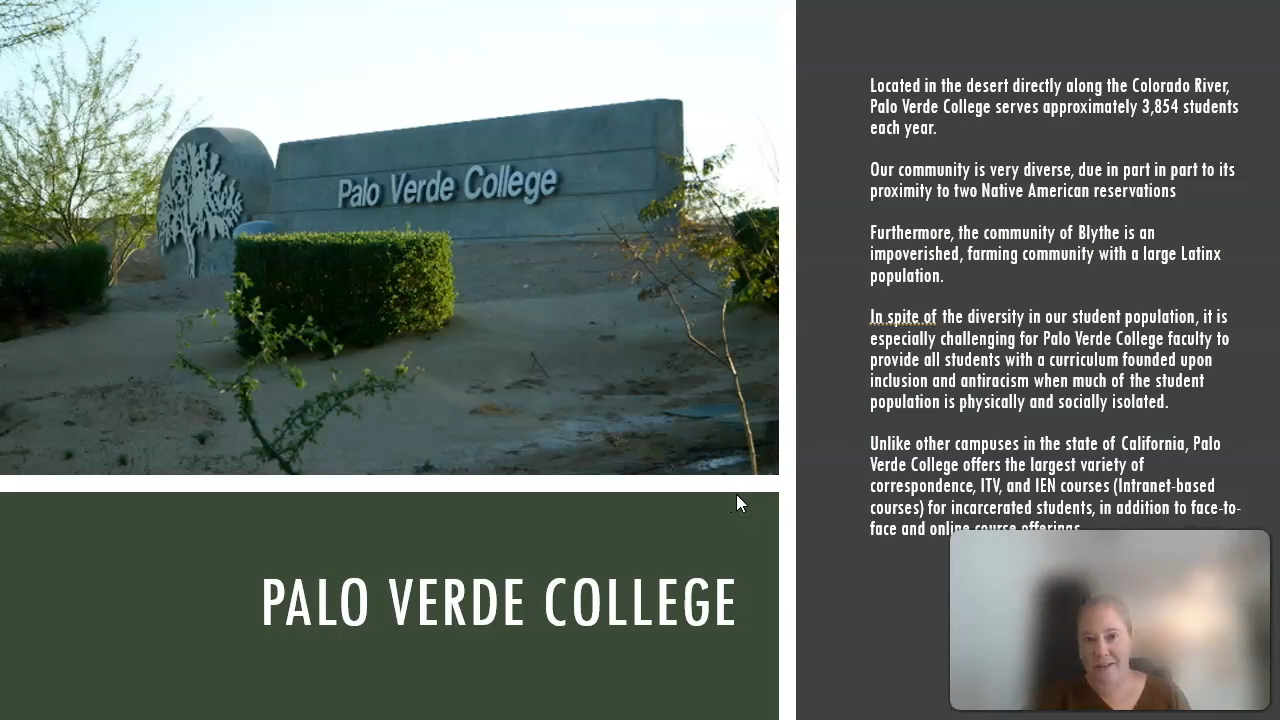 Palo Verde College
PALO VERDE COLLEGE
Located in the desert directly along the Colorado River,
Palo Verde College serves approximately 3,854 students
each year.
Our community is very diverse, due in part in part to its
proximity to two Native American reservations
Furthermore, the community of Blythe is an
impoverished, farming community with a large Latinx
population.
In spite of the diversity in our student population, it is
especially challenging for Palo Verde College faculty to
provide all students with a curriculum founded upon
inclusion and antiracism when much of the student
population is physically and socially isolated.
Unlike other campuses in the state of California, Palo
Verde College offers the largest variety of
correspondence, ITV, and IEN courses (Intranet-based
courses) for incarcerated students, in addition to face-to-
face and online course offerings